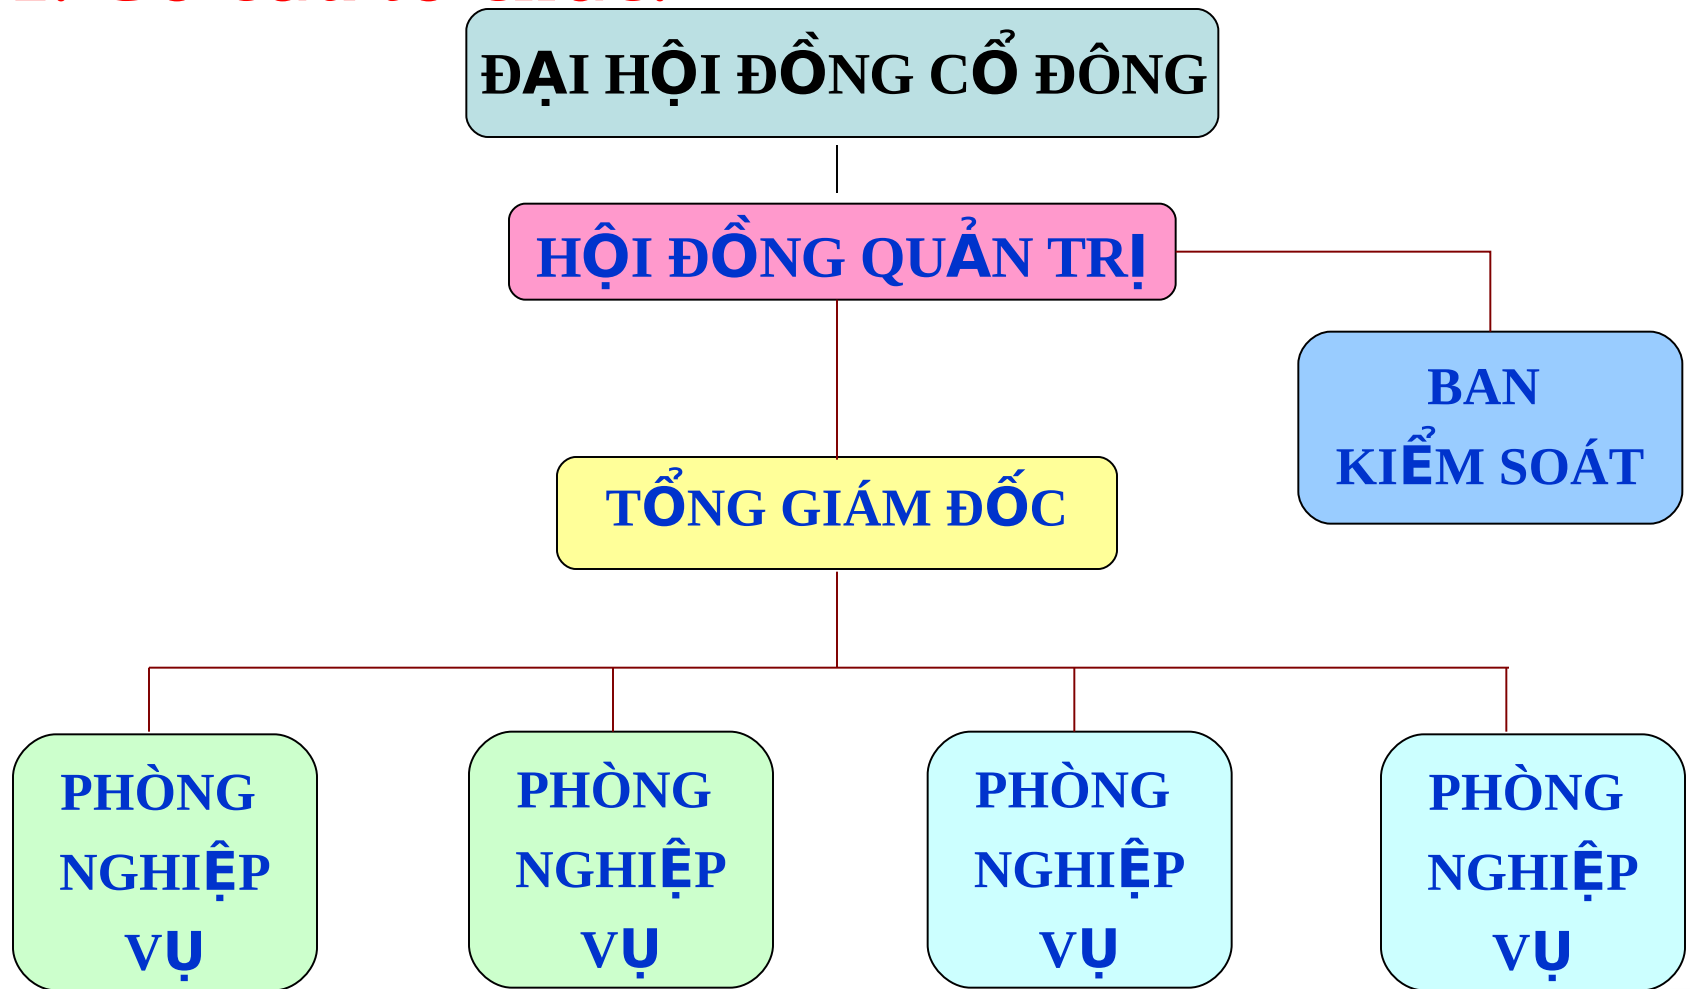 ĐẠI HỘI ĐỒNG CỔ ĐÔNG
HỘI ĐỒNG QUẢN TRỊ
BAN
KIỂM SOÁT
TỔNG GIÁM ĐỐC
PHÒNG
NGHIỆP
VỤ
PHÒNG
NGHIỆP
VỤ
PHÒNG
NGHIỆP
VỤ
PHÒNG
NGHIỆP
VỤ